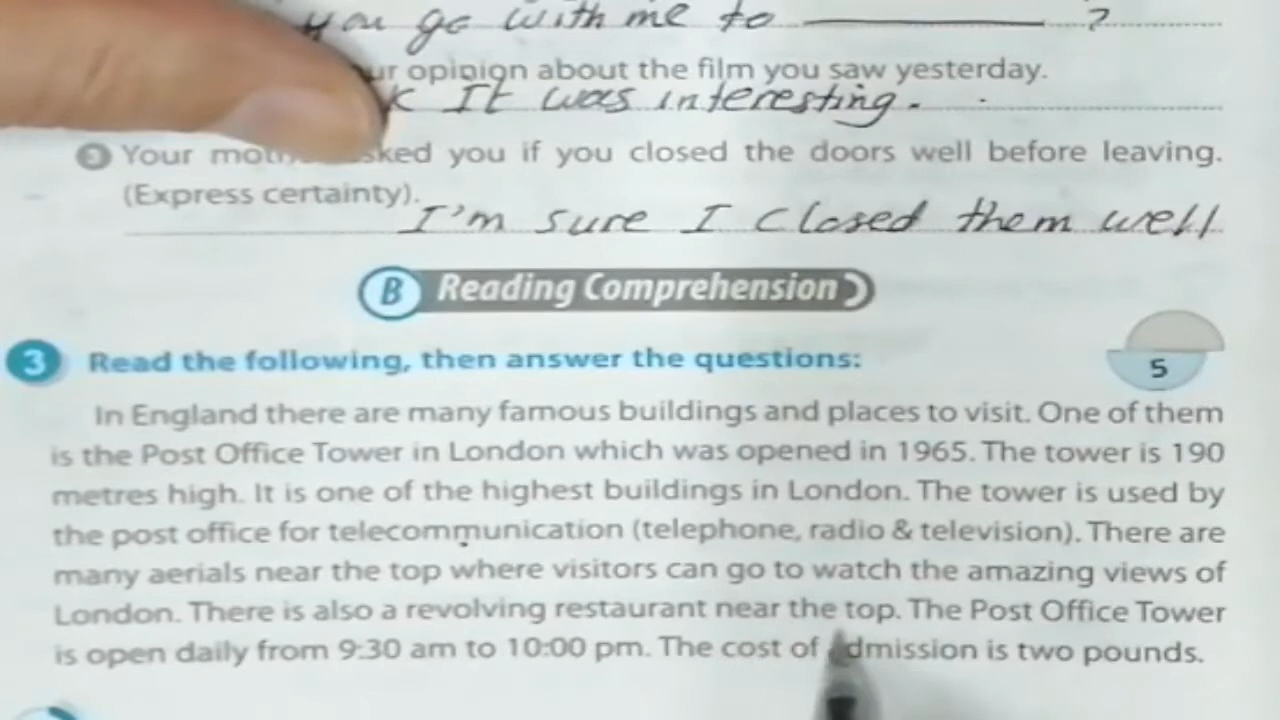 you go with me to ?
ur opinion about the film you saw yesterday.
k It was interesting.
3 Your asked you if you closed the doors well before leaving.
(Express certainty).
I'm sure I closed them well
B Reading Comprehension
3 Read the following, then answer the questions:
5
In England there are many famous buildings and places to visit. One of them
is the Post Office Tower in London which was opened in 1965. The tower is 190
metres high. It is one of the highest buildings in London. The tower is used by
the post office for telecommunication (telephone, radio & television). There are
many aerials near the top where visitors can go to watch the amazing views of
London. There is also a revolving restaurant near the top. The Post Office Tower
is open daily from 9:30 am to 10:00 pm. The cost of admission is two pounds.